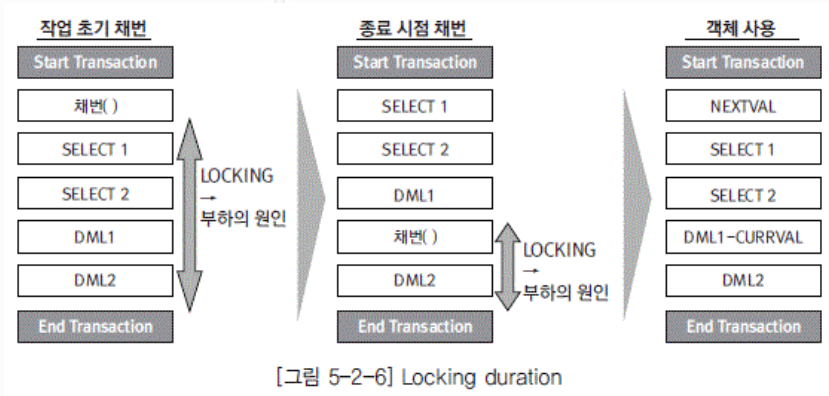 작업 초기 채번
Start Transaction
채번( )
SELECT 1
SELECT 2
DML1
DML2
End Transaction
LOCKING
→
부하의 원인
종료 시점 채번
Start Transaction
SELECT 1
SELECT 2
DML1
채번( )
DML2
End Transaction
LOCKING
→
부하의 원인
객체 사용
Start Transaction
NEXTVAL
SELECT 1
SELECT 2
DML1-CURRVAL
DML2
End Transaction
[그림 5-2-6] Locking duration